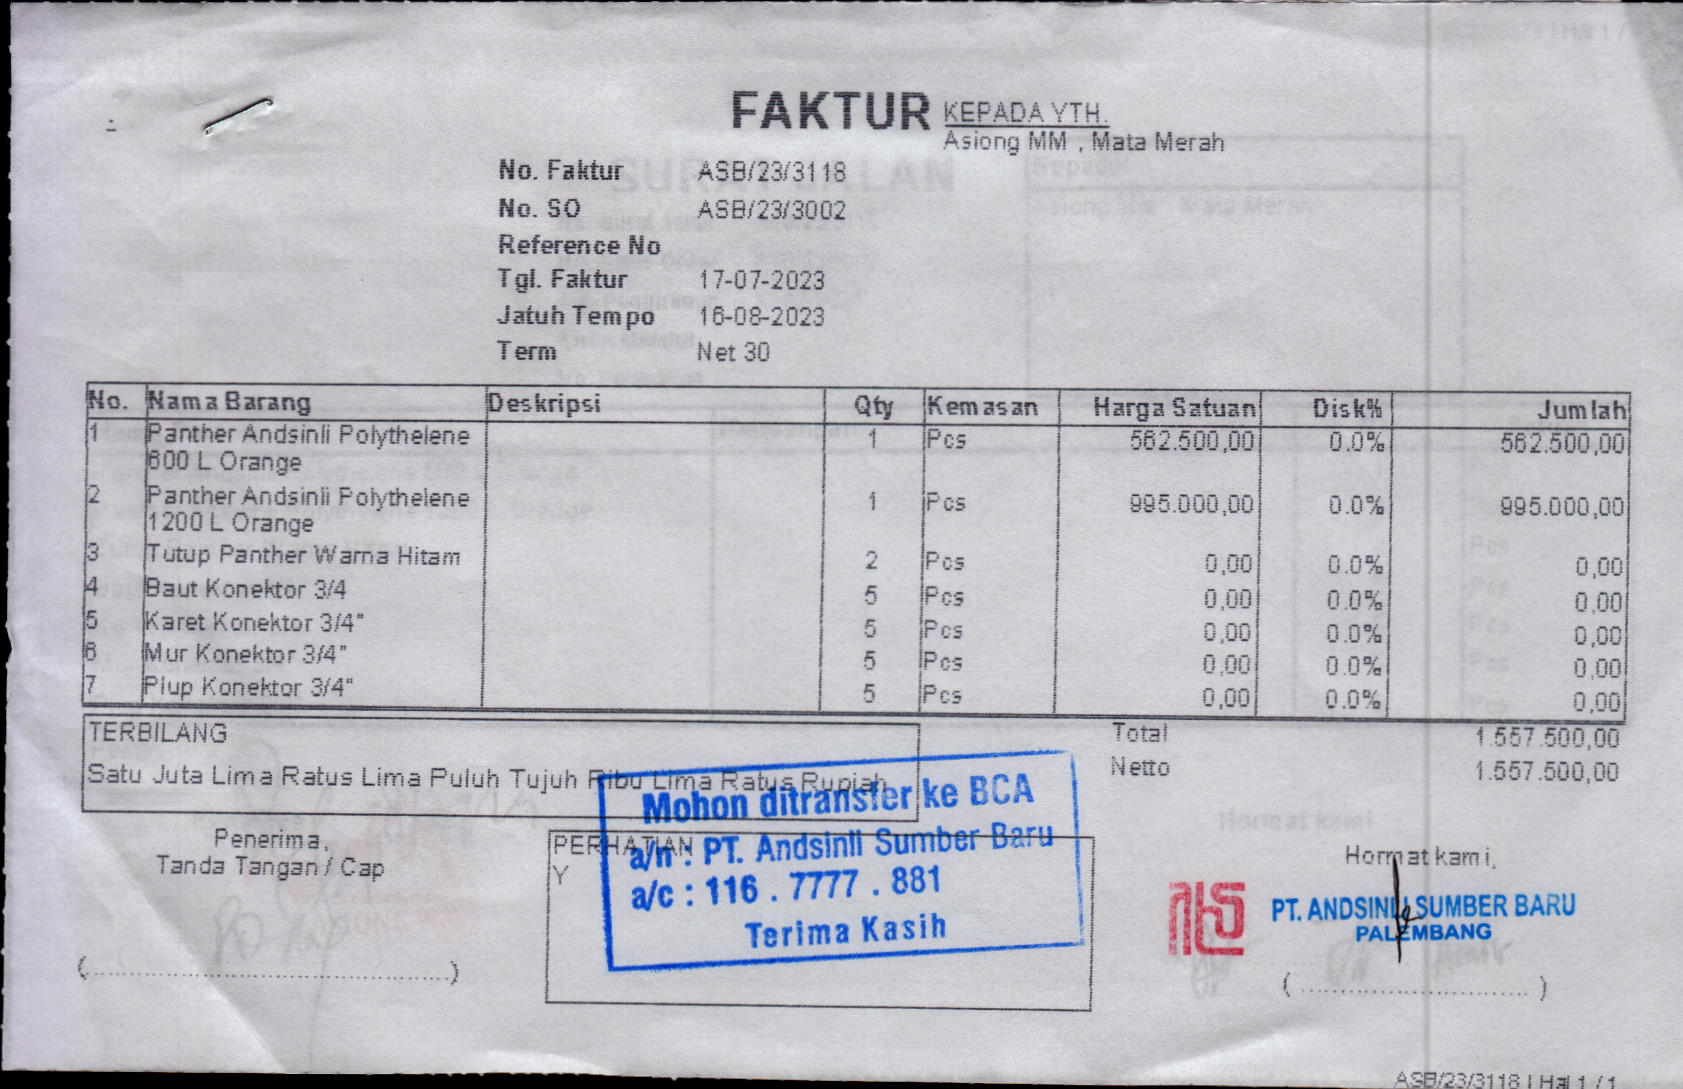 FAKTUR
KEPADA YTH.
Asiong MM , Mata Merah
No. Faktur ASB/23/3118
No. SO ASB/23/3002
Reference No
Tgl. Faktur 17-07-2023
Jatuh Tempo 16-08-2023
Term Net 30
No. Nama Barang Deskripsi Qty Kemasan Harga Satuan Disk% Jumlah
1 Panther Andsinli Polythelene 1 Pcs 562.500,00 0.0% 562.500,00
600 L Orange
2 Panther Andsinli Polythelene 1 Pcs 995.000,00 0.0% 995.000,00
1200 L Orange
3 Tutup Panther Warna Hitam 2 Pcs 0,00 0.0% 0,00
4 Baut Konektor 3/4 5 Pcs 0,00 0.0% 0,00
5 Karet Konektor 3/4" 5 Pcs 0,00 0.0% 0,00
6 Mur Konektor 3/4" 5 Pcs 0,00 0.0% 0,00
7 Plup Konektor 3/4" 5 Pcs 0,00 0.0% 0,00
TERBILANG
Satu Juta Lima Ratus Lima Puluh Tujuh Ribu Lima Ratus Rupiah
Total 1.557.500,00
Netto 1.557.500,00
Penerima,
Tanda Tangan / Cap
PERHATIAN
Y
Mohon ditransfer ke BCA
a/n : PT. Andsinli Sumber Baru
a/c : 116 . 7777 . 881
Terima Kasih
Hormat kami,
PT. ANDSINLI SUMBER BARU
PALEMBANG
ASB/23/3118 | Hal 1 / 1